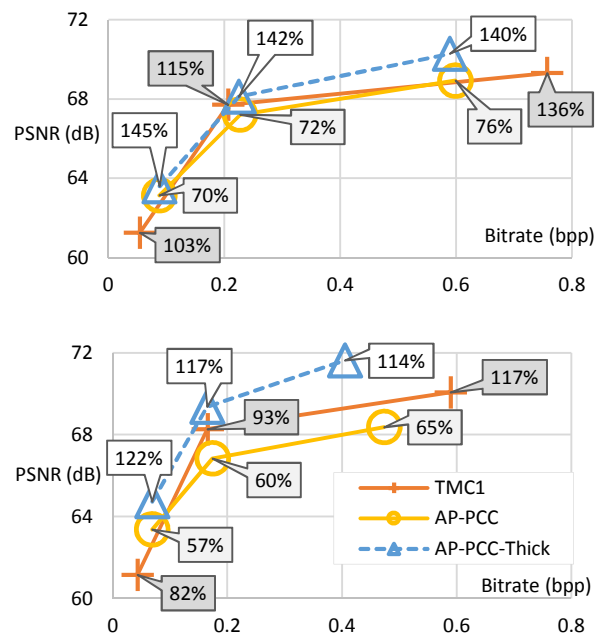 72
142%
140%
115%
68
PSNR (dB)
72%
76%
136%
145%
64
70%
103%
Bitrate (bpp)
60
0 0.2 0.4 0.6 0.8
72
117%
114%
117%
93%
68
PSNR (dB)
65%
122%
60%
TMC1
64
57%
AP-PCC
AP-PCC-Thick
82%
Bitrate (bpp)
60
0 0.2 0.4 0.6 0.8